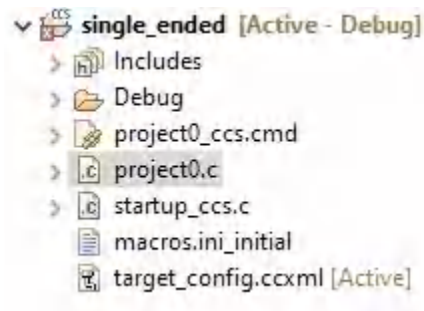 single_ended [Active - Debug]
Includes
Debug
project0_ccs.cmd
project0.c
startup_ccs.c
macros.ini_initial
target_config.ccxml [Active]